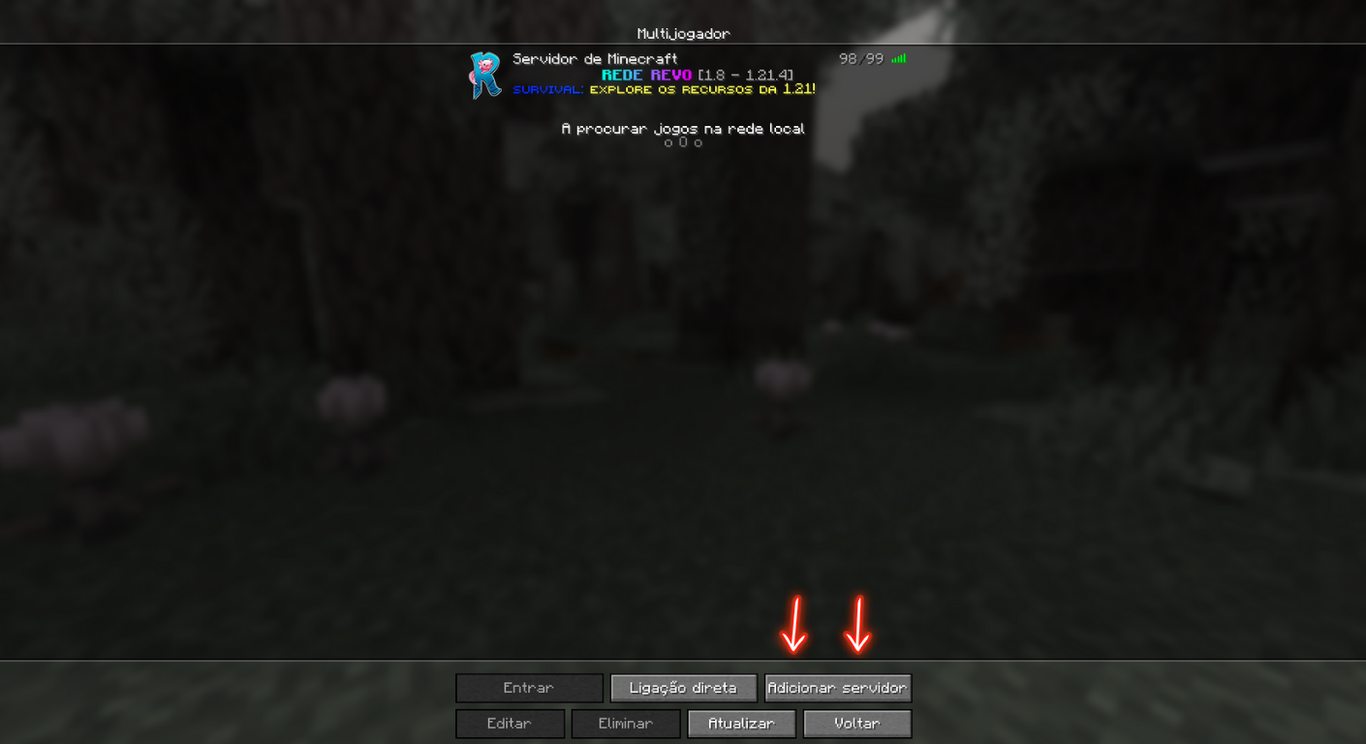 Multijogador
Servidor de Minecraft 98/99
REDE REVO [1.8 - 1.21.4]
SURVIVAL: EXPLORE OS RECURSOS DA 1.21!
A procurar jogos na rede local
o O o
Entrar Ligação direta Adicionar servidor
Editar Eliminar Atualizar Voltar